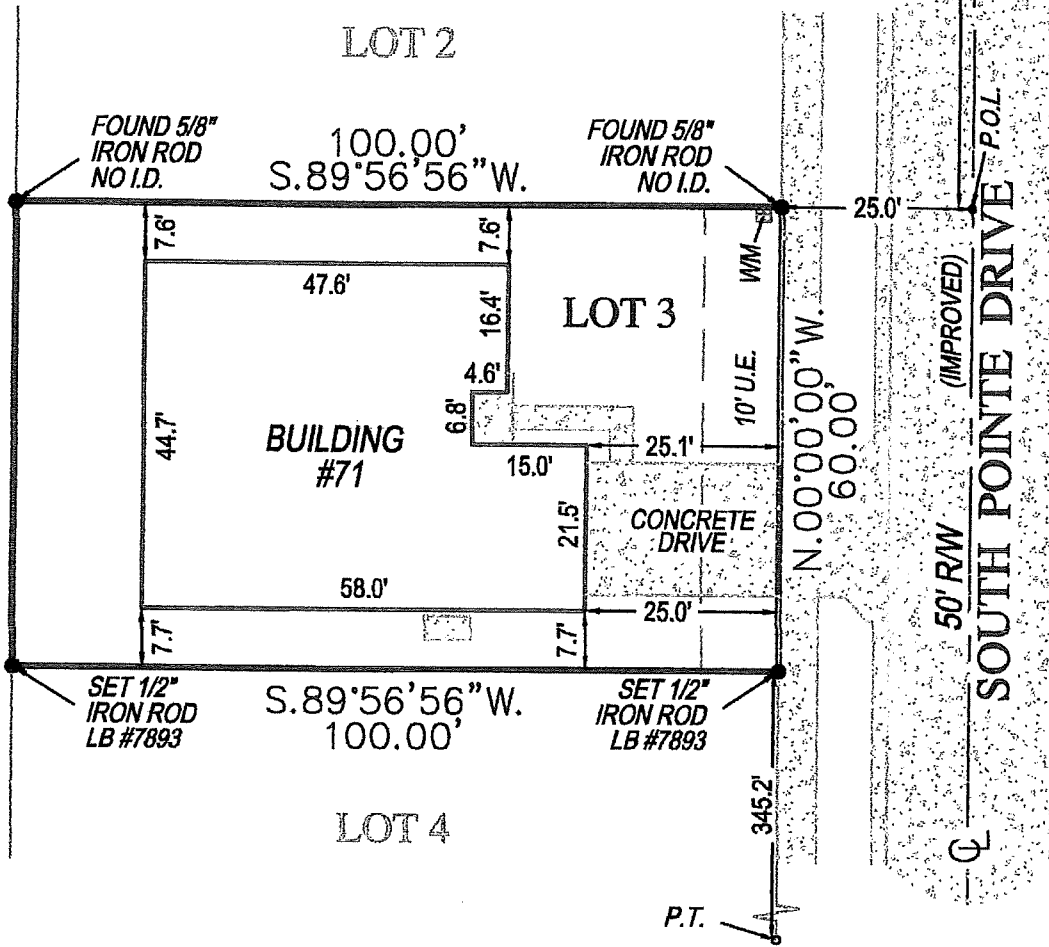 LOT 2
FOUND 5/8"
IRON ROD
NO I.D.
100.00'
S.89°56'56"W.
FOUND 5/8"
IRON ROD
NO I.D.
P.O.L.
25.0'
7.6'
7.6'
WM
47.6'
16.4'
LOT 3
(IMPROVED)
4.6'
10' U.E.
N.00°00'00"W.
60.00'
6.8'
44.7'
BUILDING
#71
25.1'
15.0'
21.5'
CONCRETE
DRIVE
50' R/W
SOUTH POINTE DRIVE
58.0'
25.0'
7.7'
7.7'
SET 1/2"
IRON ROD
LB #7893
S.89°56'56"W.
100.00'
SET 1/2"
IRON ROD
LB #7893
345.2'
LOT 4
CL
P.T.